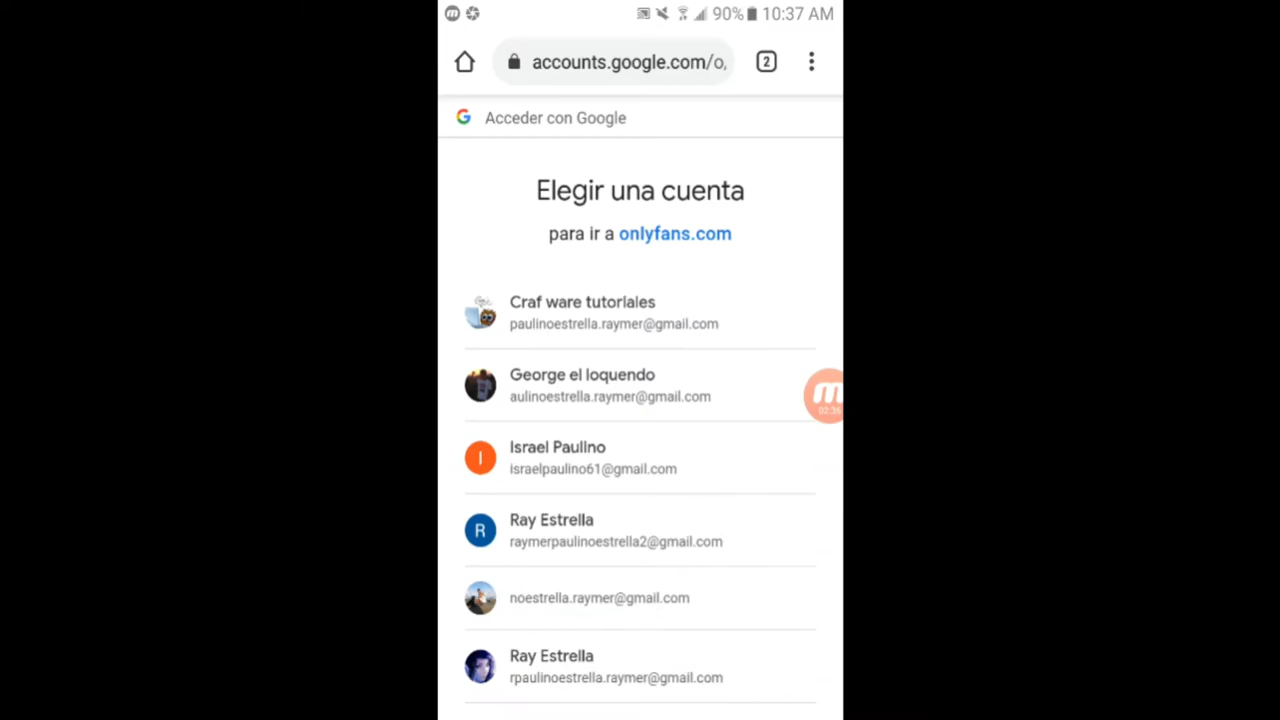 90% 10:37 AM
accounts.google.com/o,
2
Acceder con Google
Elegir una cuenta
para ir a onlyfans.com
Craf ware tutoriales
paulinoestrella.raymer@gmail.com
George el loquendo
aulinoestrella.raymer@gmail.com
02:36
I
Israel Paulino
israelpaulino61@gmail.com
R
Ray Estrella
raymerpaulinoestrella2@gmail.com
noestrella.raymer@gmail.com
Ray Estrella
rpaulinoestrella.raymer@gmail.com